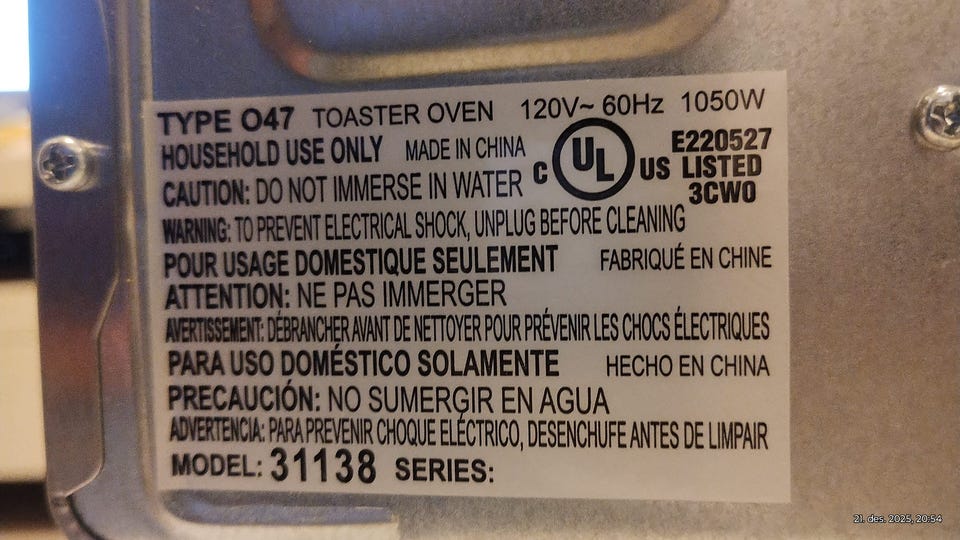 TYPE O47 TOASTER OVEN 120V~ 60Hz 1050W
HOUSEHOLD USE ONLY MADE IN CHINA
C UL US E220527
LISTED
3CW0
CAUTION: DO NOT IMMERSE IN WATER
WARNING: TO PREVENT ELECTRICAL SHOCK, UNPLUG BEFORE CLEANING
POUR USAGE DOMESTIQUE SEULEMENT FABRIQUÉ EN CHINE
ATTENTION: NE PAS IMMERGER
AVERTISSEMENT: DÉBRANCHER AVANT DE NETTOYER POUR PRÉVENIR LES CHOCS ÉLECTRIQUES
PARA USO DOMÉSTICO SOLAMENTE HECHO EN CHINA
PRECAUCIÓN: NO SUMERGIR EN AGUA
ADVERTENCIA: PARA PREVENIR CHOQUE ELÉCTRICO, DESENCHUFE ANTES DE LIMPAIR
MODEL: 31138 SERIES:
21. des. 2025, 20:54